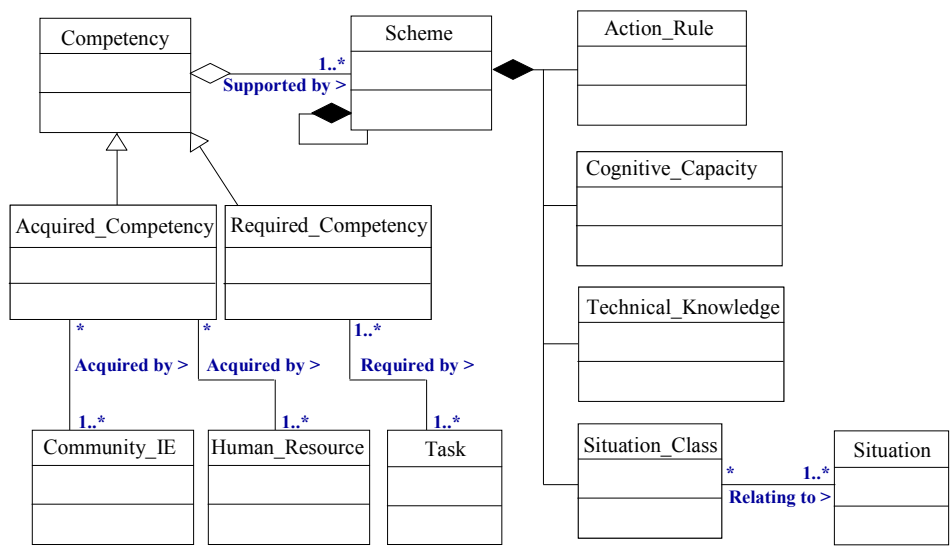 Competency
Scheme
Action_Rule
1..*
Supported by >
Cognitive_Capacity
Acquired_Competency
Required_Competency
Technical_Knowledge
*
*
1..*
Acquired by >
Acquired by >
Required by >
1..*
1..*
1..*
Community_IE
Human_Resource
Task
Situation_Class
Situation
*
1..*
Relating to >